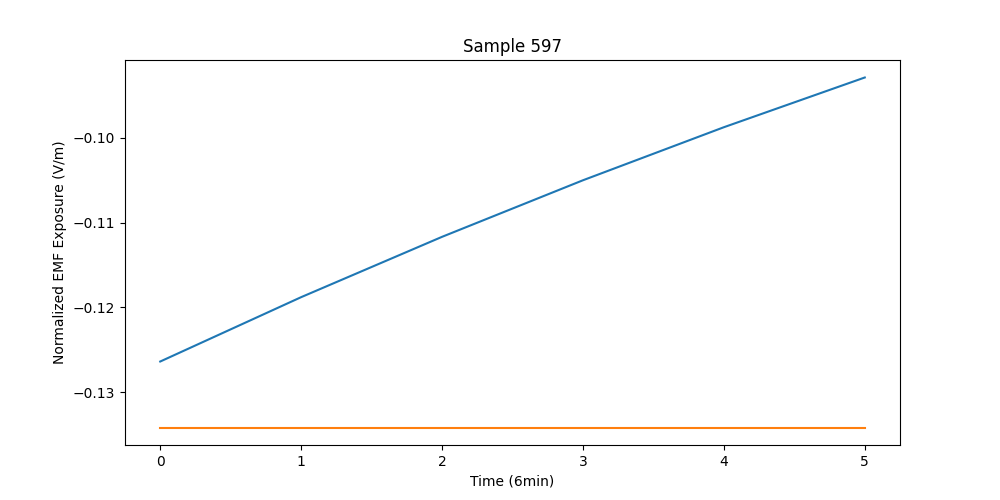 Sample 597
Normalized EMF Exposure (V/m)
−0.10
−0.11
−0.12
−0.13
0 1 2 3 4 5
Time (6min)